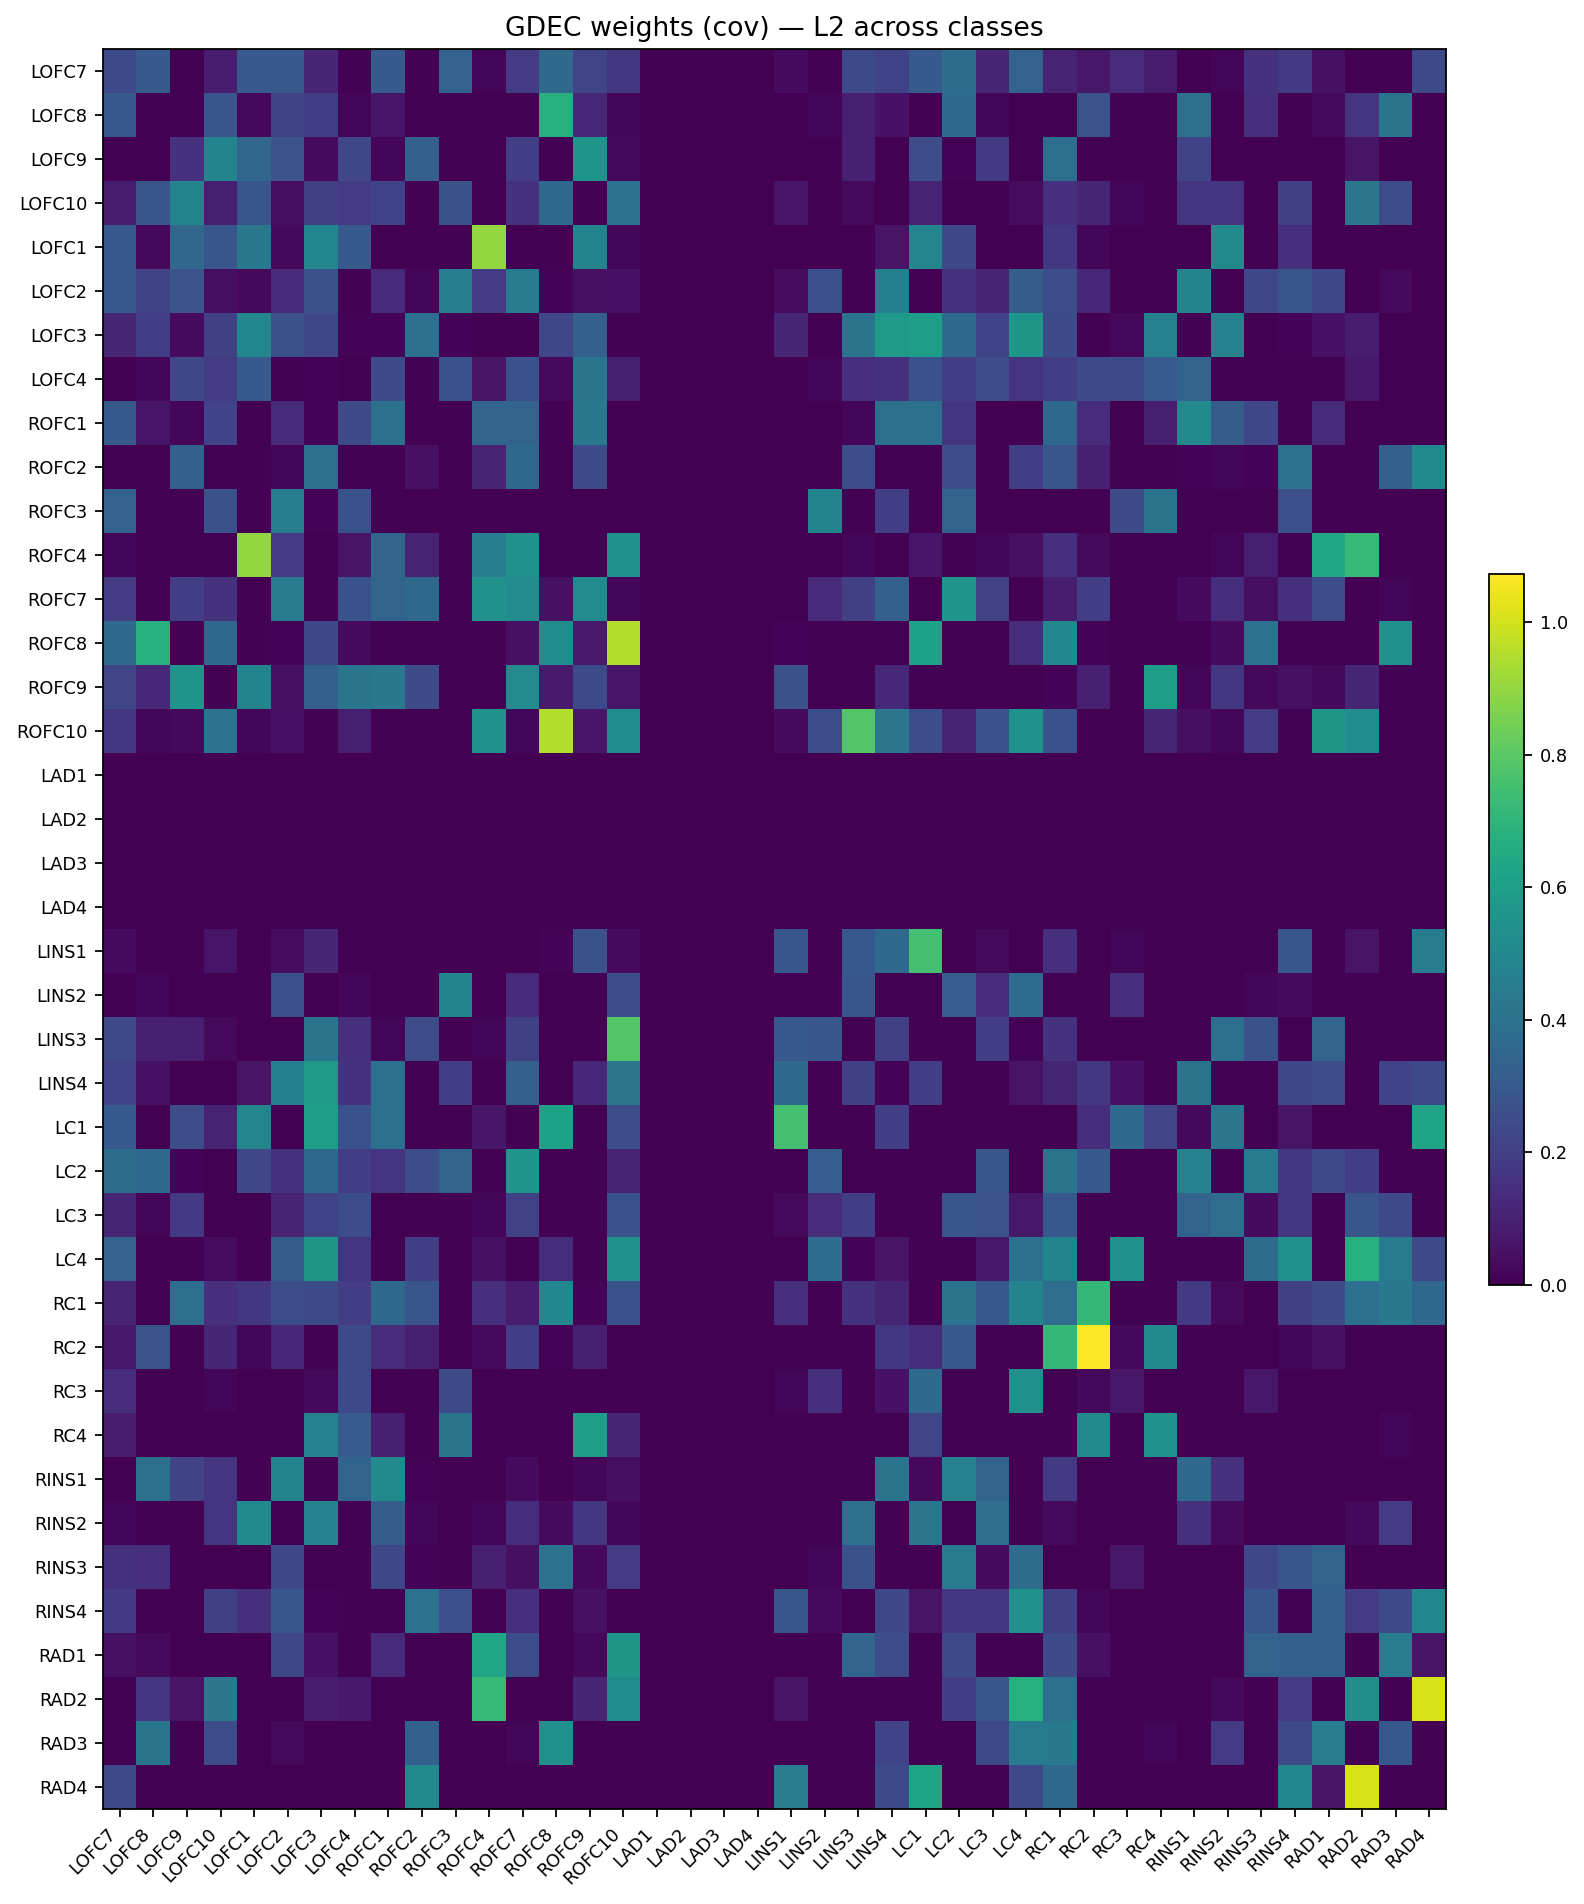 GDEC weights (cov) — L2 across classes
LOFC7
LOFC8
LOFC9
LOFC10
LOFC1
LOFC2
LOFC3
LOFC4
ROFC1
ROFC2
ROFC3
ROFC4
ROFC7
ROFC8
ROFC9
ROFC10
LAD1
LAD2
LAD3
LAD4
LINS1
LINS2
LINS3
LINS4
LC1
LC2
LC3
LC4
RC1
RC2
RC3
RC4
RINS1
RINS2
RINS3
RINS4
RAD1
RAD2
RAD3
RAD4
LOFC7
LOFC8
LOFC9
LOFC10
LOFC1
LOFC2
LOFC3
LOFC4
ROFC1
ROFC2
ROFC3
ROFC4
ROFC7
ROFC8
ROFC9
ROFC10
LAD1
LAD2
LAD3
LAD4
LINS1
LINS2
LINS3
LINS4
LC1
LC2
LC3
LC4
RC1
RC2
RC3
RC4
RINS1
RINS2
RINS3
RINS4
RAD1
RAD2
RAD3
RAD4
1.0
0.8
0.6
0.4
0.2
0.0